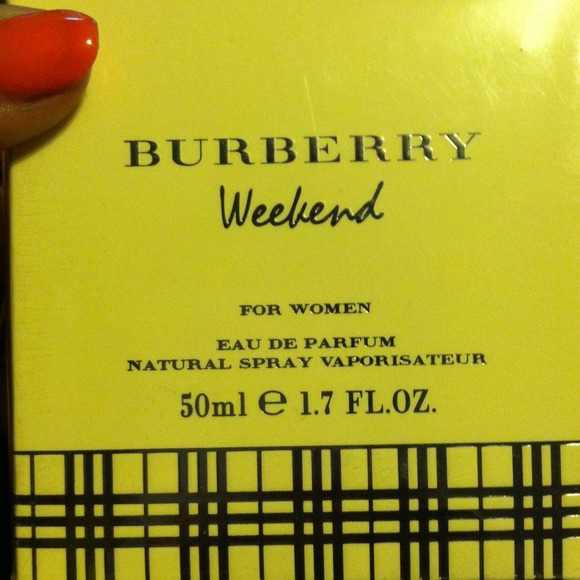 BURBERRY
Weekend
FOR WOMEN
EAU DE PARFUM
NATURAL SPRAY VAPORISATEUR
50ml e 1.7 FL.OZ.